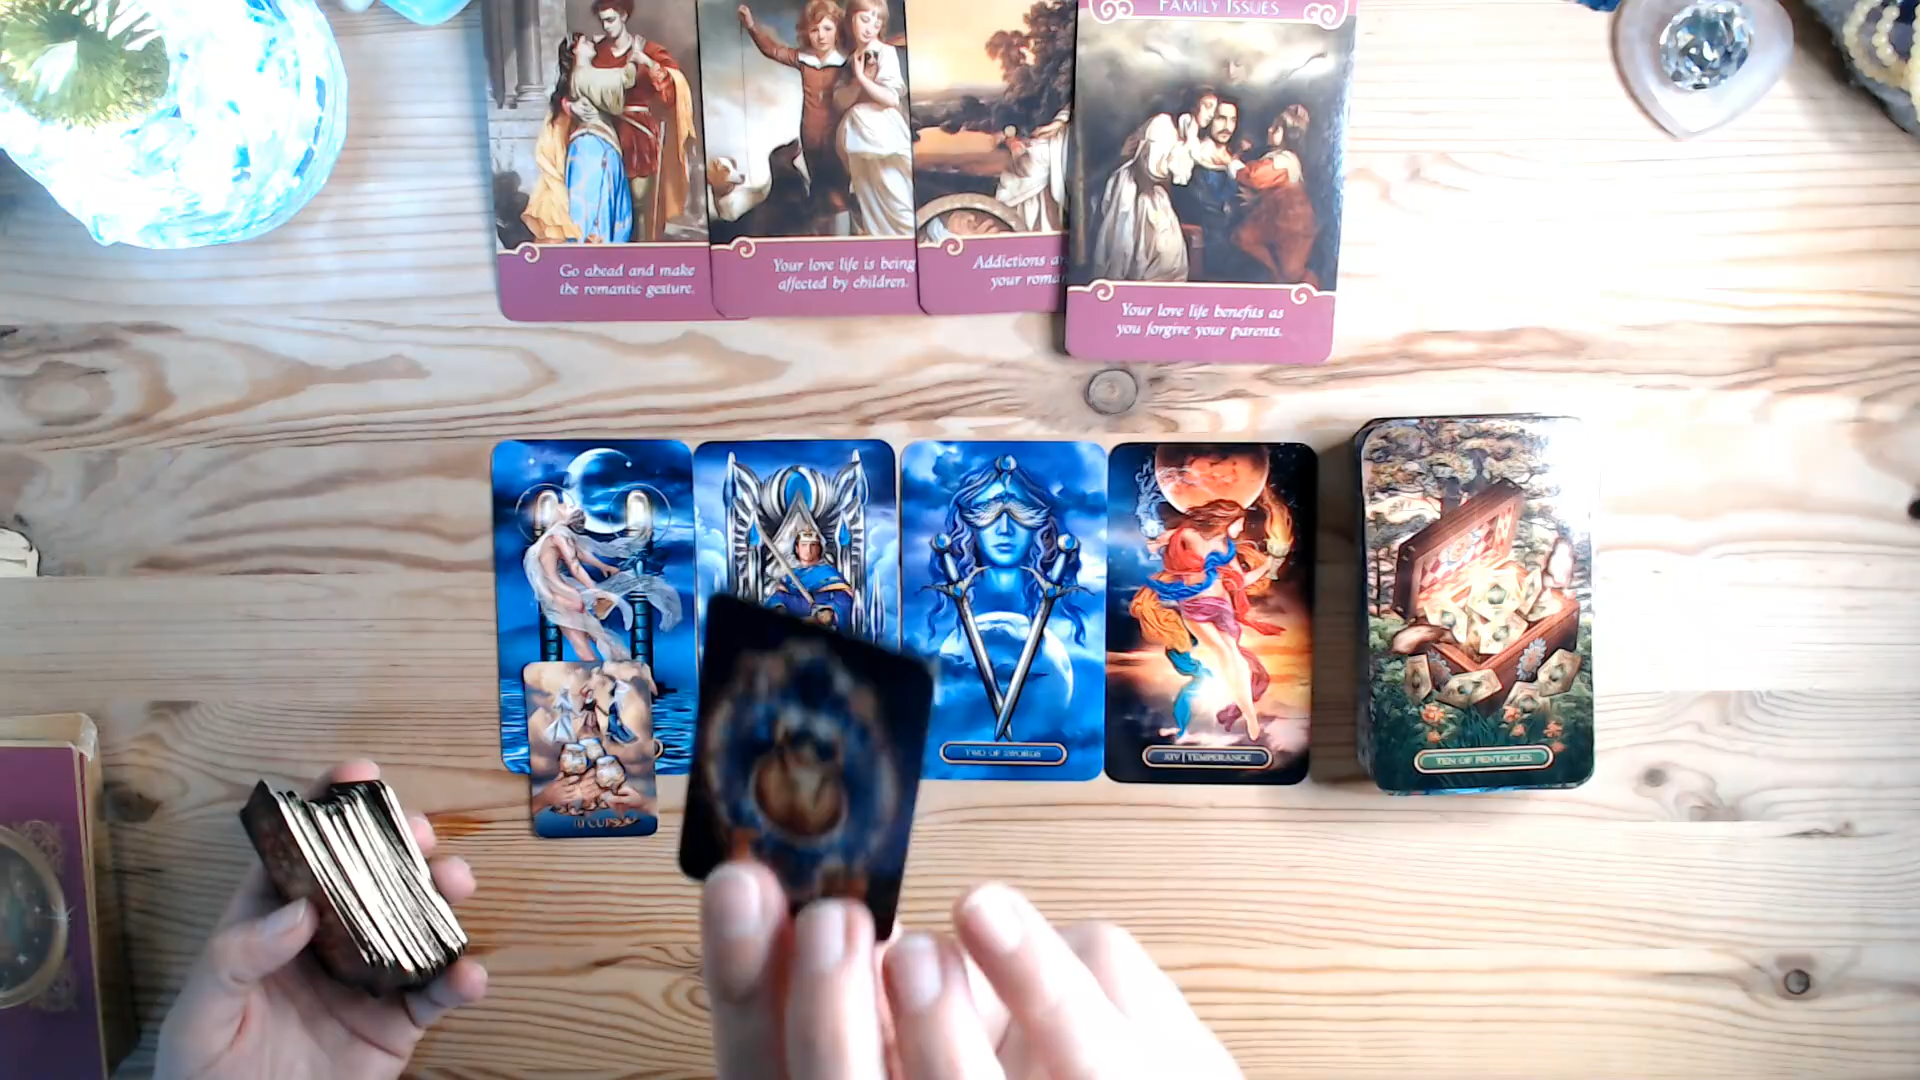 FAMILY ISSUES
Go ahead and make
the romantic gesture.
Your love life is being
affected by children.
Addictions
your
Your love life benefits as
you forgive your parents.
TWO OF SWORDS
XIV | TEMPERANCE
TEN OF PENTACLES
CUPS